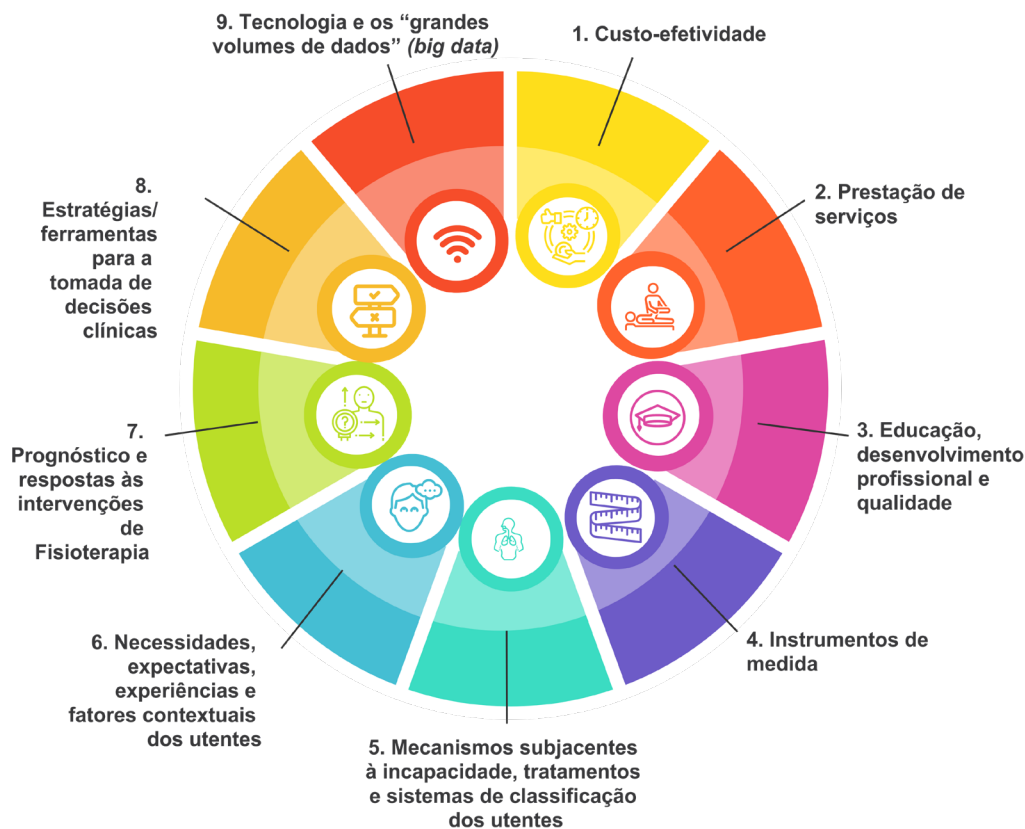 1. Custo-efetividade
2. Prestação de
serviços
3. Educação,
desenvolvimento
profissional e
qualidade
4. Instrumentos de
medida
5. Mecanismos subjacentes
à incapacidade, tratamentos
e sistemas de classificação
dos utentes
6. Necessidades,
expectativas,
experiências e
fatores contextuais
dos utentes
7.
Prognóstico e
respostas às
intervenções
de
Fisioterapia
?
8.
Estratégias/
ferramentas
para a
tomada de
decisões
clínicas
9. Tecnologia e os “grandes
volumes de dados” (big data)